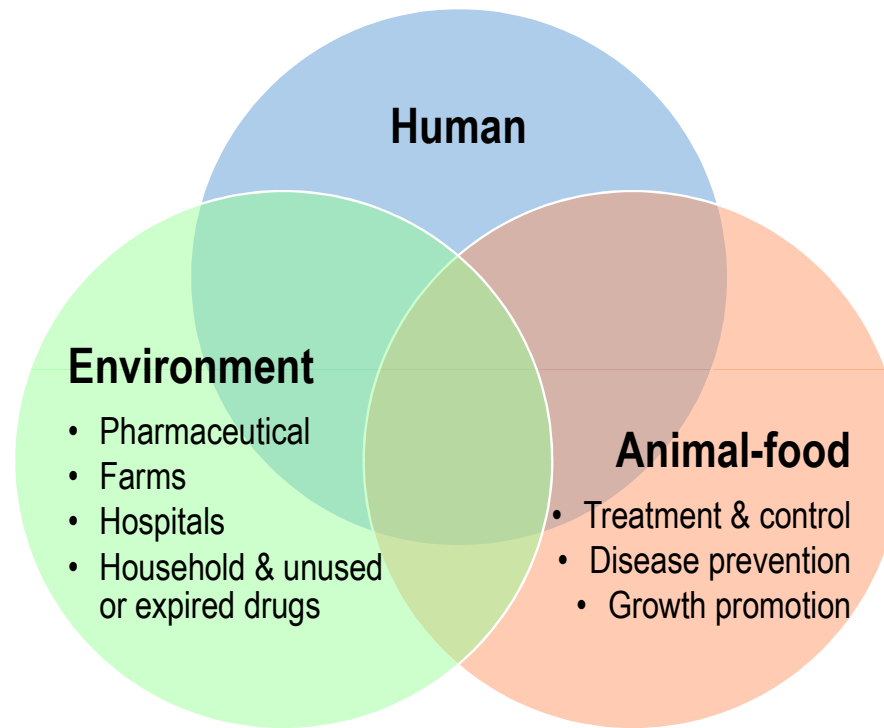 Human
Environment
• Pharmaceutical
• Farms
• Hospitals
• Household & unused
or expired drugs
Animal-food
• Treatment & control
• Disease prevention
• Growth promotion